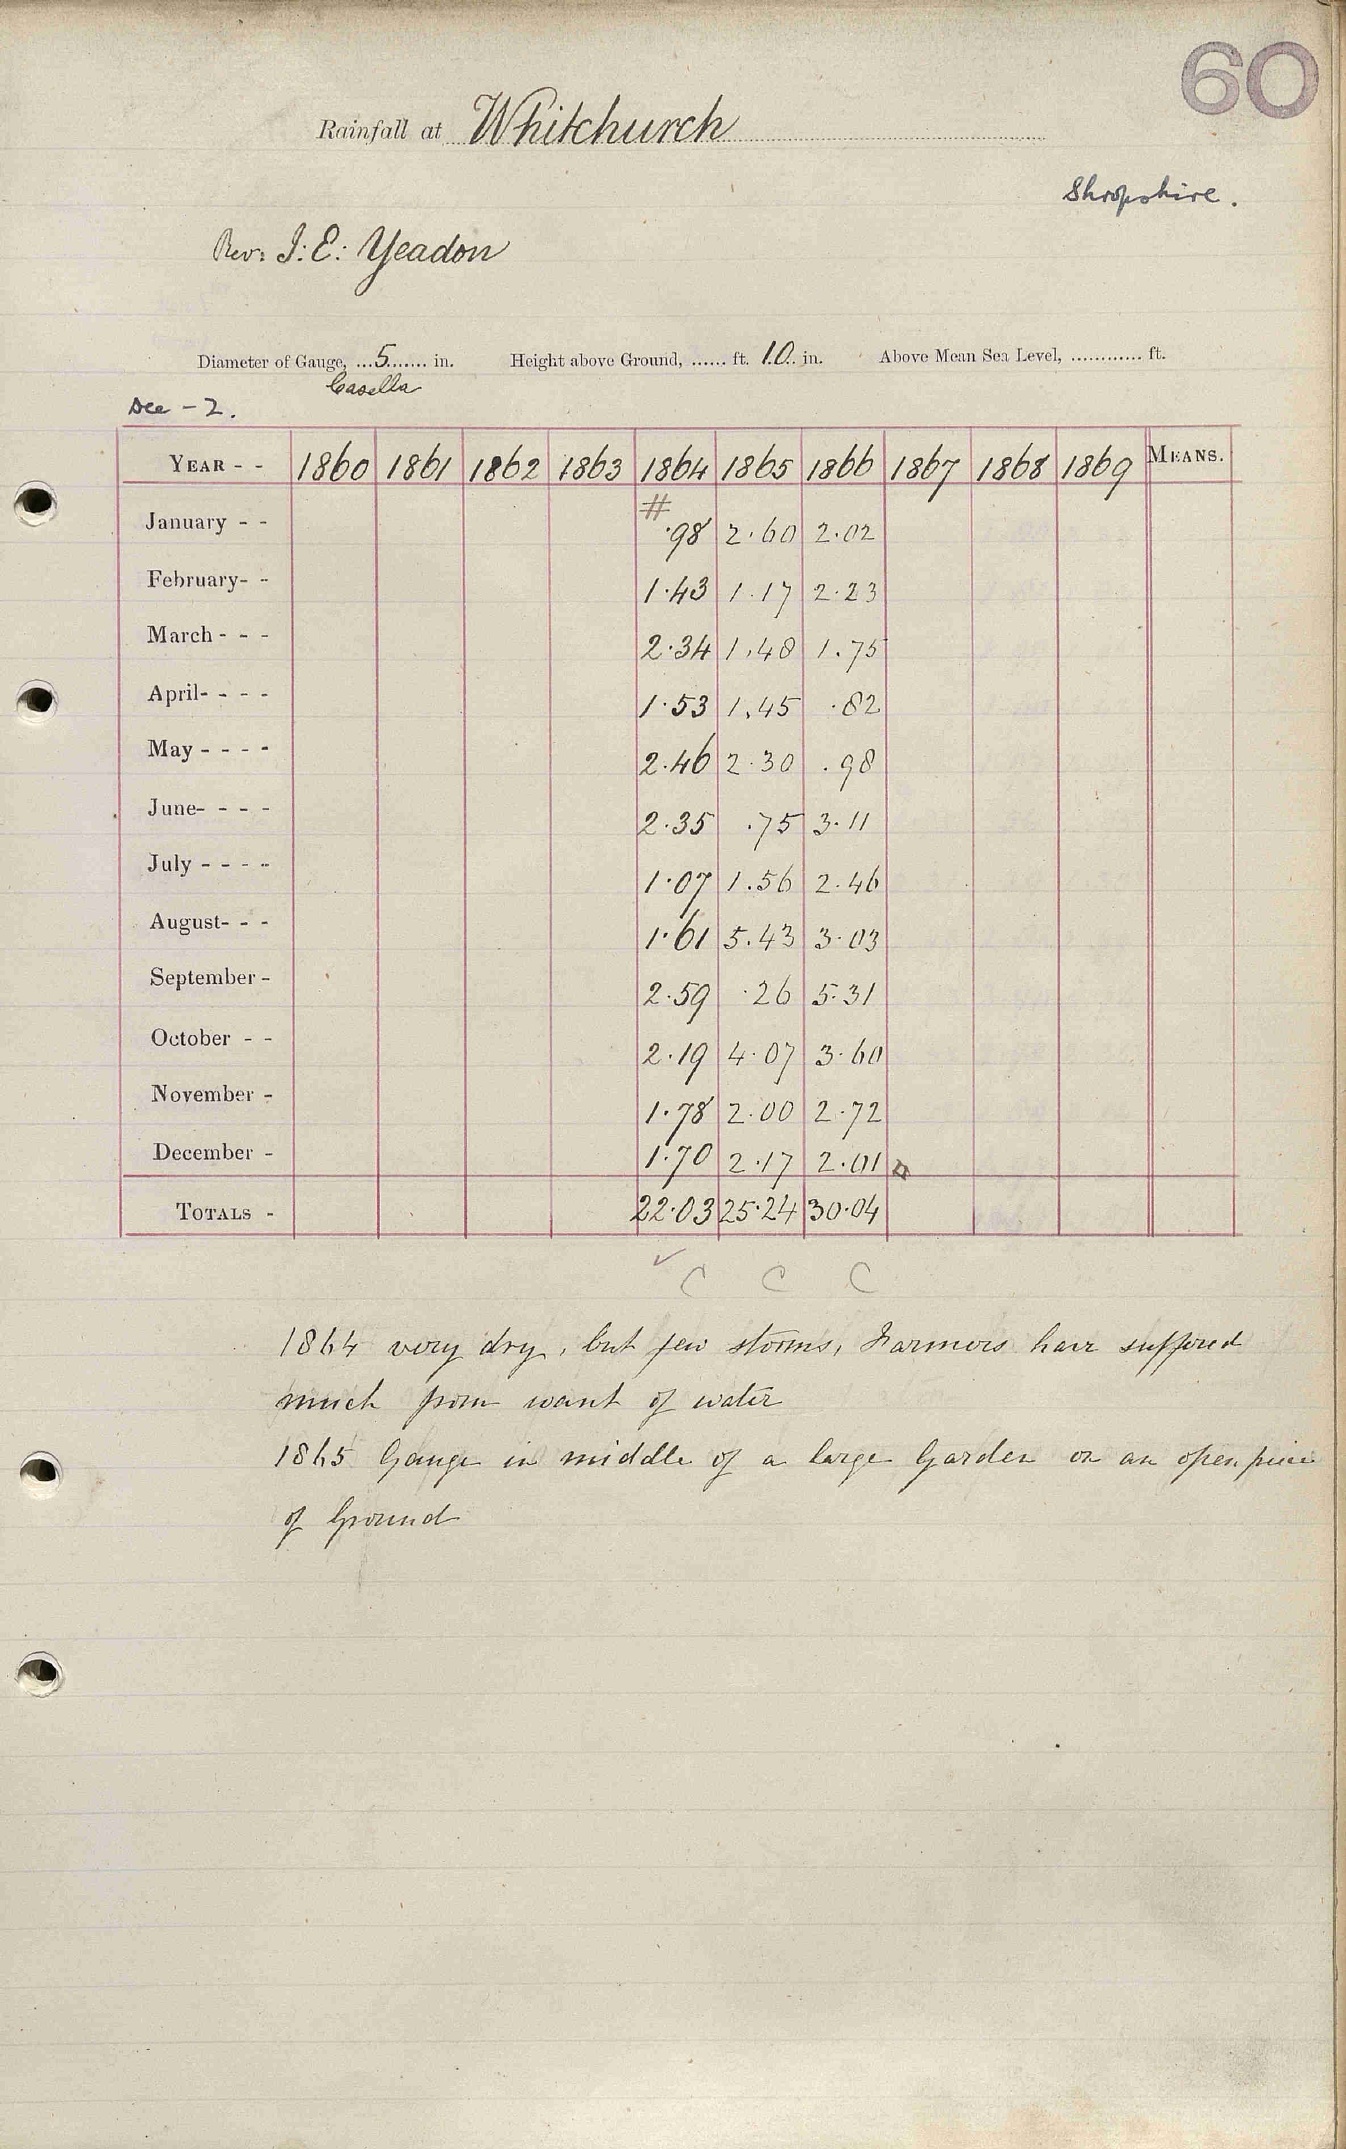 60
Rainfall at Whitchurch
Shropshire.
Rev: J: E: Yeadon
Diameter of Gauge, 5 in. Height above Ground, ft. 10 in. Above Mean Sea Level, ft.
Casella
Dec - 2.
YEAR - - 1860 1861 1862 1863 1864 1865 1866 1867 1868 1869 MEANS.
#
January - - ·98 2.60 2.02
February - - 1.43 1.17 2.23
March - - - 2.34 1.48 1.75
April - - - - 1.53 1.45 .82
May - - - - 2.46 2.30 .98
June - - - - 2.35 .75 3.11
July - - - - 1.07 1.56 2.46
August - - - 1.61 5.43 3.03
September - 2.59 .26 5.31
October - - 2.19 4.07 3.60
November - 1.78 2.00 2.72
December - 1.70 2.17 2.01
TOTALS - 22.03 25.24 30.04
✓ C C C
1864 very dry, but few storms, Farmers have suffered
much from want of water
1865 Gauge in middle of a large Garden on an open piece
of Ground